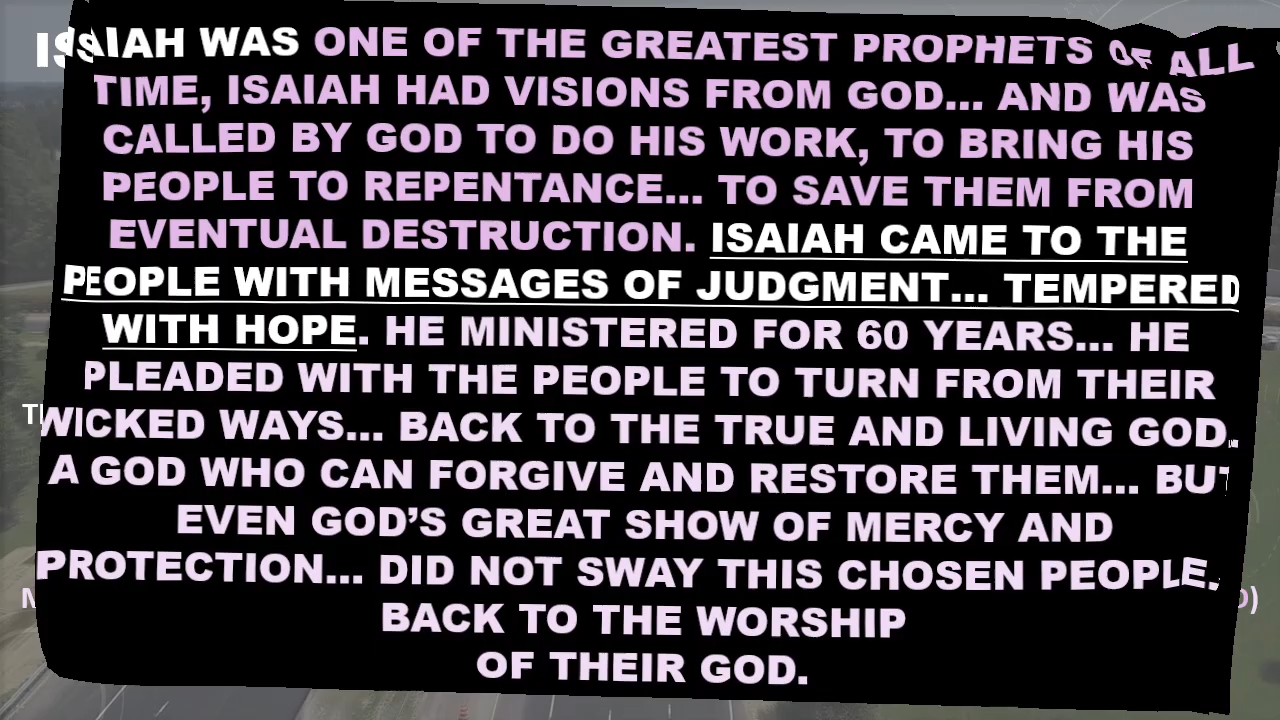 ISAIAH WAS ONE OF THE GREATEST PROPHETS OF ALL
TIME, ISAIAH HAD VISIONS FROM GOD... AND WAS
CALLED BY GOD TO DO HIS WORK, TO BRING HIS
PEOPLE TO REPENTANCE... TO SAVE THEM FROM
EVENTUAL DESTRUCTION. ISAIAH CAME TO THE
PEOPLE WITH MESSAGES OF JUDGMENT... TEMPERED
WITH HOPE. HE MINISTERED FOR 60 YEARS... HE
PLEADED WITH THE PEOPLE TO TURN FROM THEIR
WICKED WAYS... BACK TO THE TRUE AND LIVING GOD..
A GOD WHO CAN FORGIVE AND RESTORE THEM... BUT
EVEN GOD’S GREAT SHOW OF MERCY AND
PROTECTION... DID NOT SWAY THIS CHOSEN PEOPLE.
BACK TO THE WORSHIP
OF THEIR GOD.